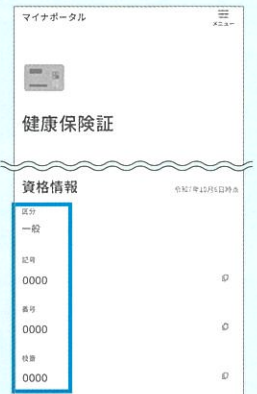 マイナポータル
メニュー
健康保険証
資格情報
令和7年12月5日時点
区分
一般
記号
0000
番号
0000
枝番
0000